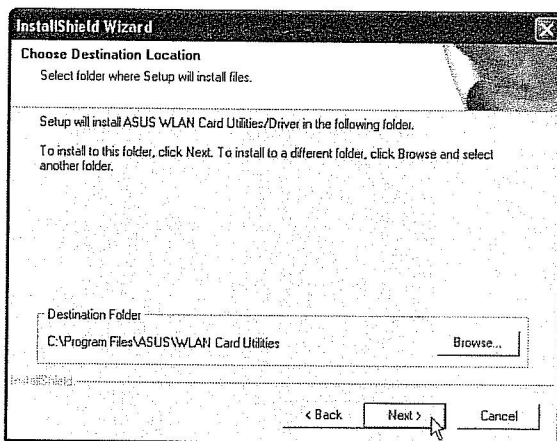 InstallShield Wizard
Choose Destination Location
Select folder where Setup will install files.
Setup will install ASUS WLAN Card Utilities/Driver in the following folder.
To install to this folder, click Next. To install to a different folder, click Browse and select
another folder.
Destination Folder
C:\Program Files\ASUS\WLAN Card Utilities
Browse...
InstallShield
< Back
Next >
Cancel